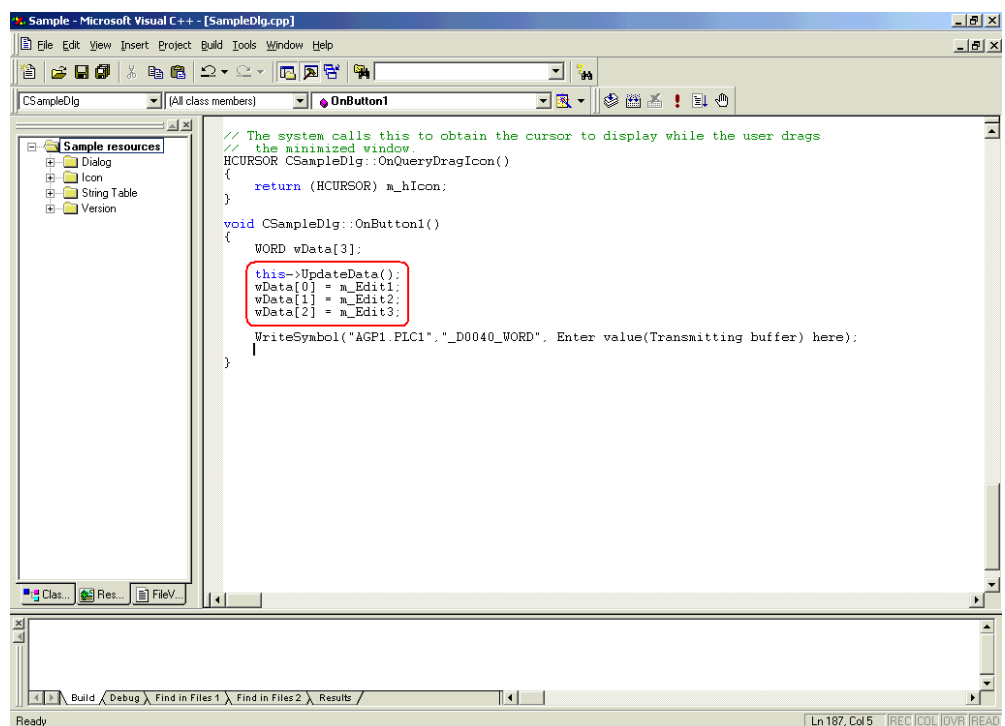 Sample - Microsoft Visual C++ - [SampleDlg.cpp]
File Edit View Insert Project Build Tools Window Help
CSampleDlg (All class members) OnButton1
Sample resources
Dialog
Icon
String Table
Version
// The system calls this to obtain the cursor to display while the user drags
//  the minimized window.
HCURSOR CSampleDlg::OnQueryDragIcon()
{
return (HCURSOR) m_hIcon;
}
void CSampleDlg::OnButton1()
{
WORD wData[3];
this->UpdateData();
wData[0] = m_Edit1;
wData[1] = m_Edit2;
wData[2] = m_Edit3;
WriteSymbol("AGP1.PLC1","_D0040_WORD", Enter value(Transmitting buffer) here);
}
Clas... Res... FileV...
Build Debug Find in Files 1 Find in Files 2 Results
Ready Ln 187, Col 5 REC COL OVR READ